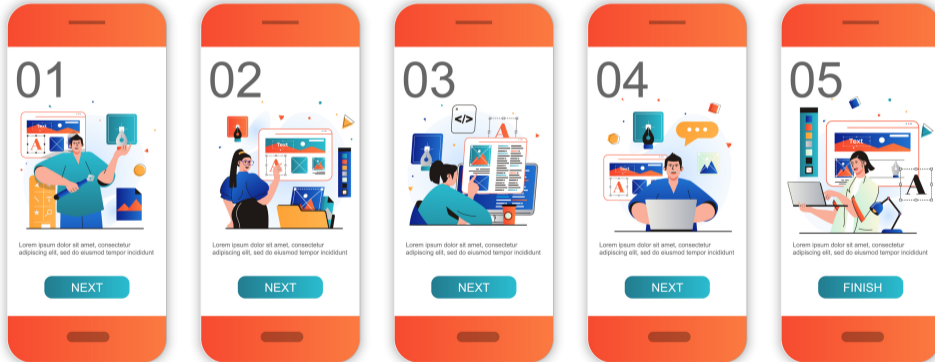 01
Text
A
Lorem ipsum dolor sit amet, consectetur
adipiscing elit, sed do eiusmod tempor incididunt
NEXT
02
Text
A
Lorem ipsum dolor sit amet, consectetur
adipiscing elit, sed do eiusmod tempor incididunt
NEXT
03
</>
A
Lorem ipsum dolor sit amet, consectetur
adipiscing elit, sed do eiusmod tempor incididunt
NEXT
04
Text
A
Lorem ipsum dolor sit amet, consectetur
adipiscing elit, sed do eiusmod tempor incididunt
NEXT
05
Text
A
Lorem ipsum dolor sit amet, consectetur
adipiscing elit, sed do eiusmod tempor incididunt
FINISH